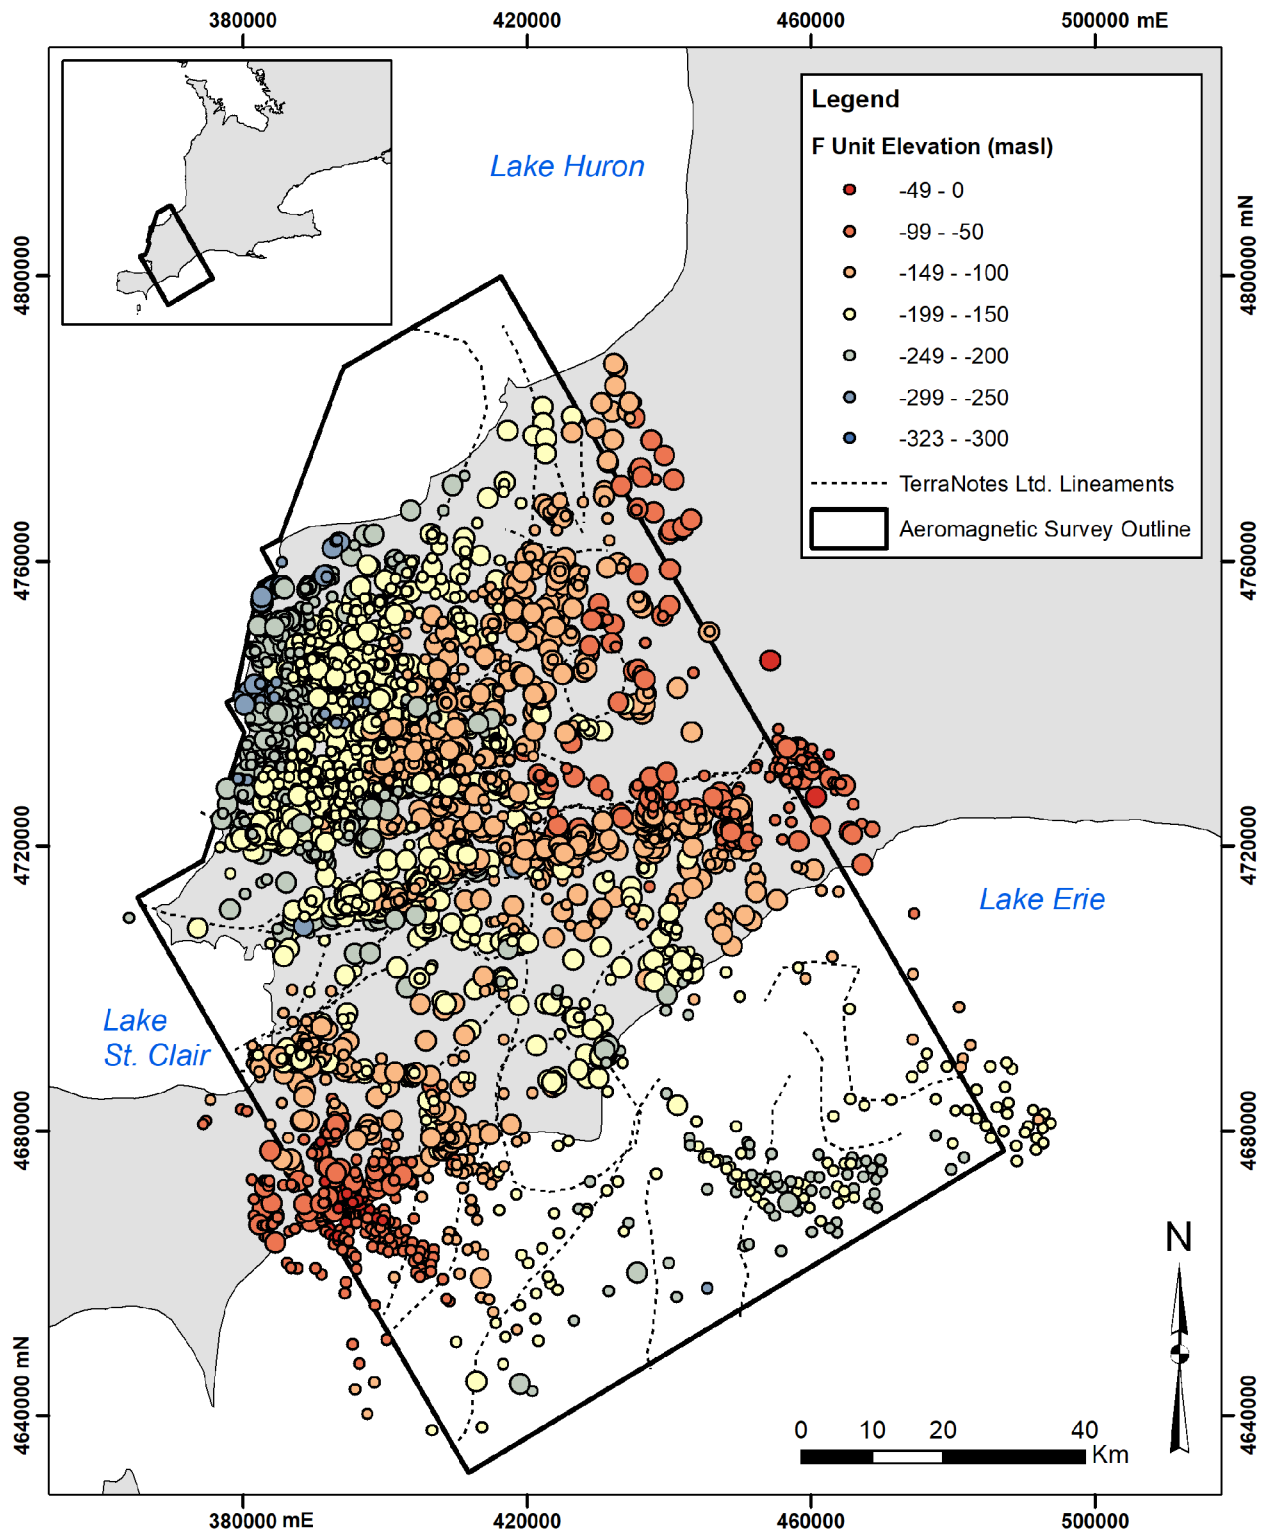 380000
420000
460000
500000 mE
Legend
F Unit Elevation (masl)
-49 - 0
-99 - -50
-149 - -100
-199 - -150
-249 - -200
-299 - -250
-323 - -300
TerraNotes Ltd. Lineaments
Aeromagnetic Survey Outline
Lake Huron
Lake Erie
Lake
St. Clair
4800000
4760000
4720000
4680000
4640000 mN
4800000 mN
4760000
4720000
4680000
4640000
N
0
10
20
40
Km
380000 mE
420000
460000
500000